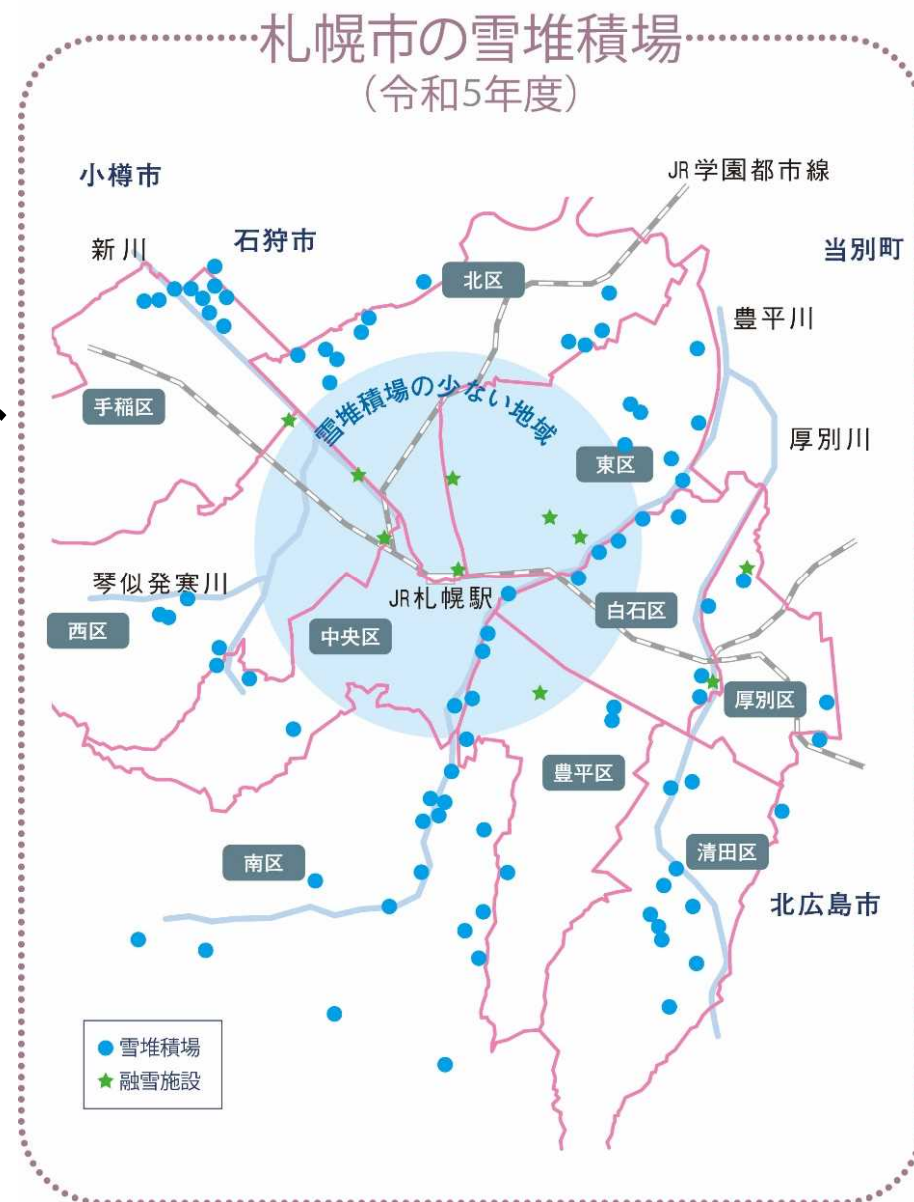 札幌市の雪堆積場
（令和5年度）
小樽市
JR学園都市線
新川
石狩市
当別町
北区
豊平川
手稲区
雪堆積場の少ない地域
厚別川
東区
琴似発寒川
JR札幌駅
白石区
西区
中央区
厚別区
豊平区
南区
清田区
北広島市
雪堆積場
融雪施設